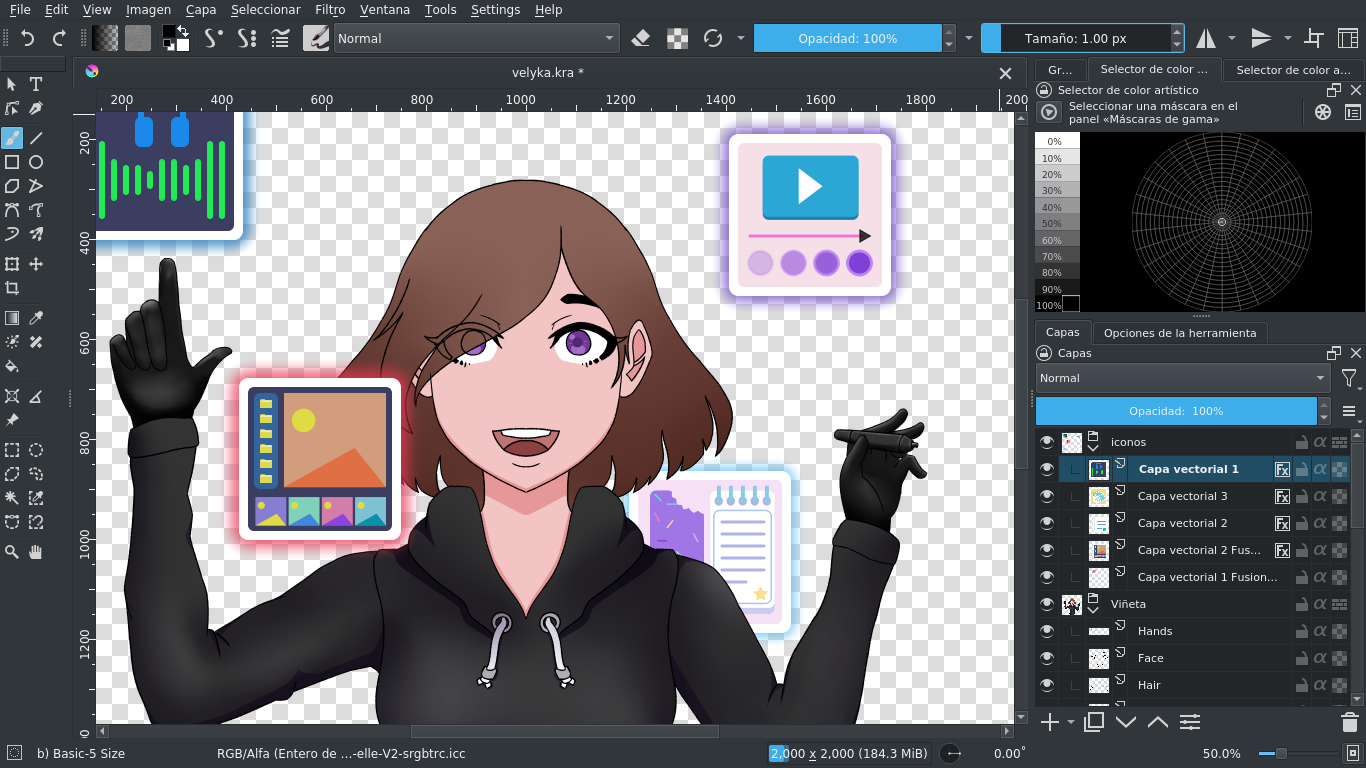 File Edit View Imagen Capa Seleccionar Filtro Ventana Tools Settings Help
Normal Opacidad: 100% Tamaño: 1.00 px
velyka.kra *
Gr... Selector de color ... Selector de color a...
Selector de color artístico
Seleccionar una máscara en el
panel «Máscaras de gama»
200 400 600 800 1000 1200 1400 1600 1800 200
200
400
600
800
1000
1200
0%
10%
20%
30%
40%
50%
60%
70%
80%
90%
100%
Capas Opciones de la herramienta
Capas
Normal
Opacidad: 100%
iconos
Capa vectorial 1
Capa vectorial 3
Capa vectorial 2
Capa vectorial 2 Fus...
Capa vectorial 1 Fusion...
Viñeta
Hands
Face
Hair
b) Basic-5 Size RGB/Alfa (Entero de ...-elle-V2-srgbtrc.icc 2,000 x 2,000 (184.3 MiB) 0.00° 50.0%